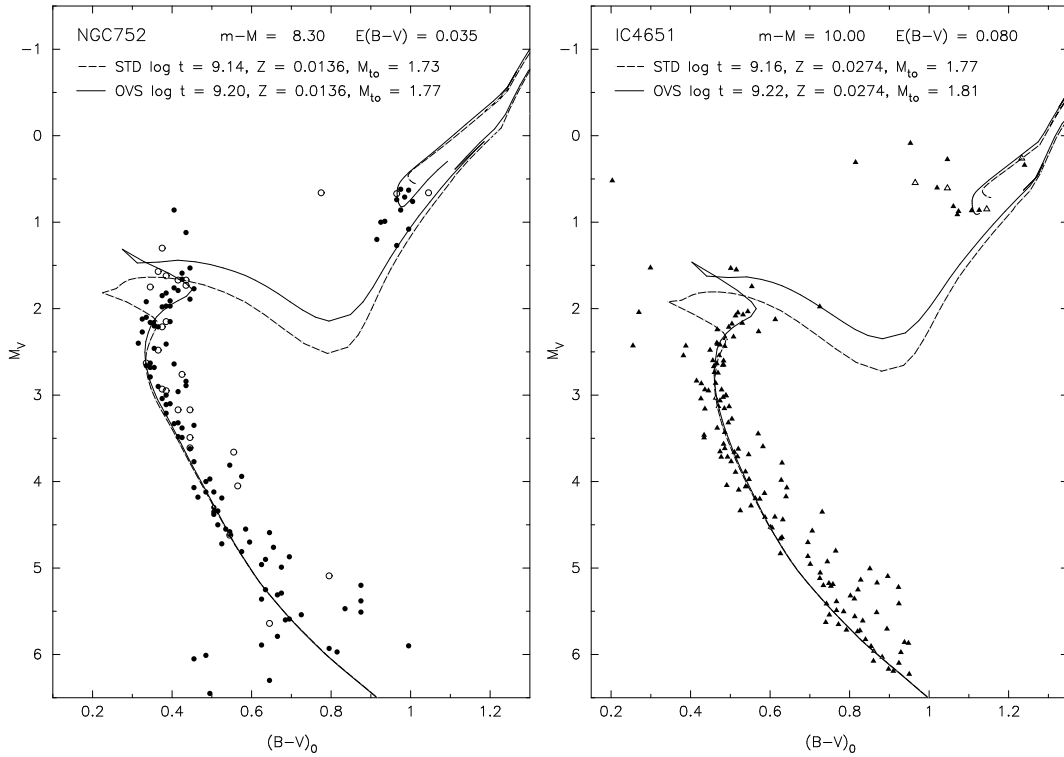 NGC752 m-M = 8.30 E(B-V) = 0.035
STD log t = 9.14, Z = 0.0136, M_to = 1.73
OVS log t = 9.20, Z = 0.0136, M_to = 1.77
M_V
−1
0
1
2
3
4
5
6
0.2 0.4 0.6 0.8 1 1.2
(B−V)_0
IC4651 m-M = 10.00 E(B-V) = 0.080
STD log t = 9.16, Z = 0.0274, M_to = 1.77
OVS log t = 9.22, Z = 0.0274, M_to = 1.81
M_V
−1
0
1
2
3
4
5
6
0.2 0.4 0.6 0.8 1 1.2
(B−V)_0